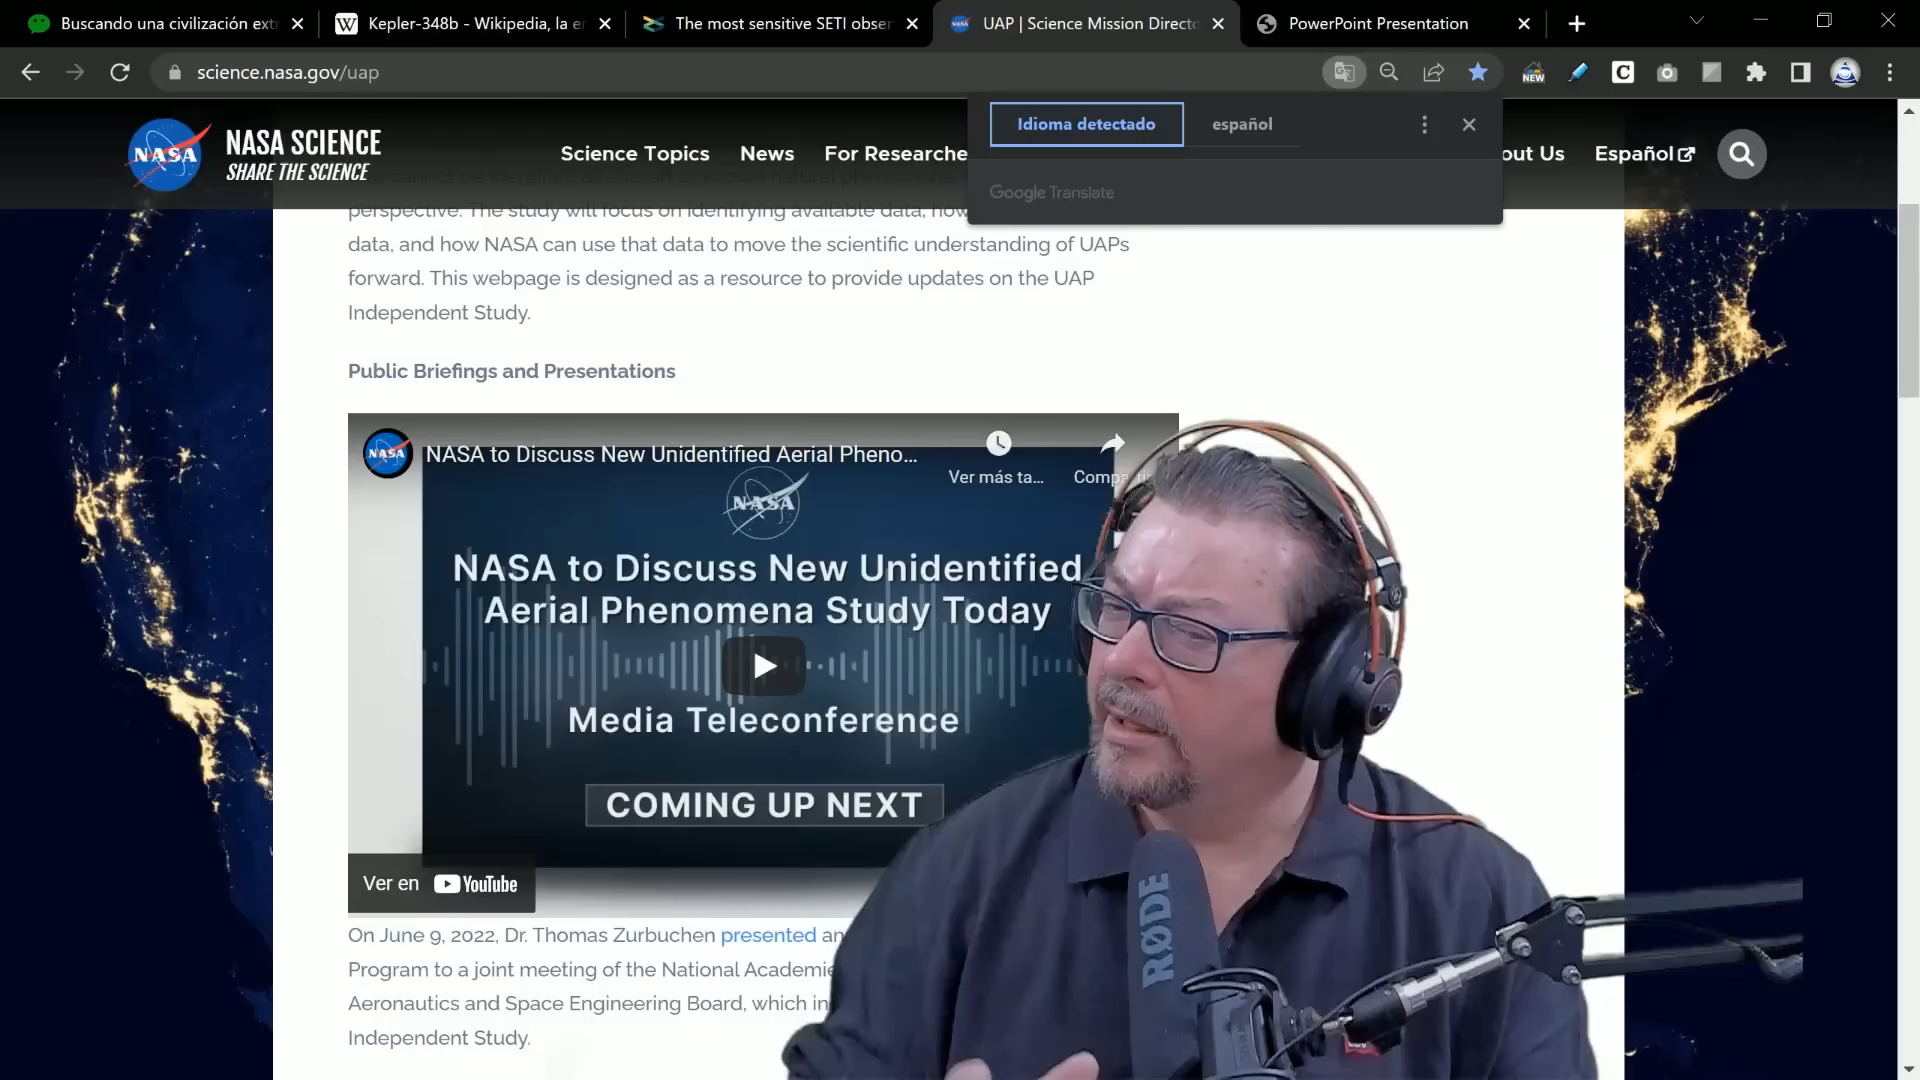 Buscando una civilización ext
Kepler-348b - Wikipedia, la e
The most sensitive SETI obser
UAP | Science Mission Directo
PowerPoint Presentation
science.nasa.gov/uap
NEW
C
Idioma detectado
español
Google Translate
NASA
NASA SCIENCE
SHARE THE SCIENCE
Science Topics
News
For Researche
out Us
Español
perspective. The study will focus on identifying available data, how
data, and how NASA can use that data to move the scientific understanding of UAPs
forward. This webpage is designed as a resource to provide updates on the UAP
Independent Study.
Public Briefings and Presentations
NASA
NASA to Discuss New Unidentified Aerial Pheno...
Ver más ta...
Compa
NASA
NASA to Discuss New Unidentified
Aerial Phenomena Study Today
Media Teleconference
COMING UP NEXT
Ver en YouTube
On June 9, 2022, Dr. Thomas Zurbuchen presented an
Program to a joint meeting of the National Academie
Aeronautics and Space Engineering Board, which in
Independent Study.
RØDE